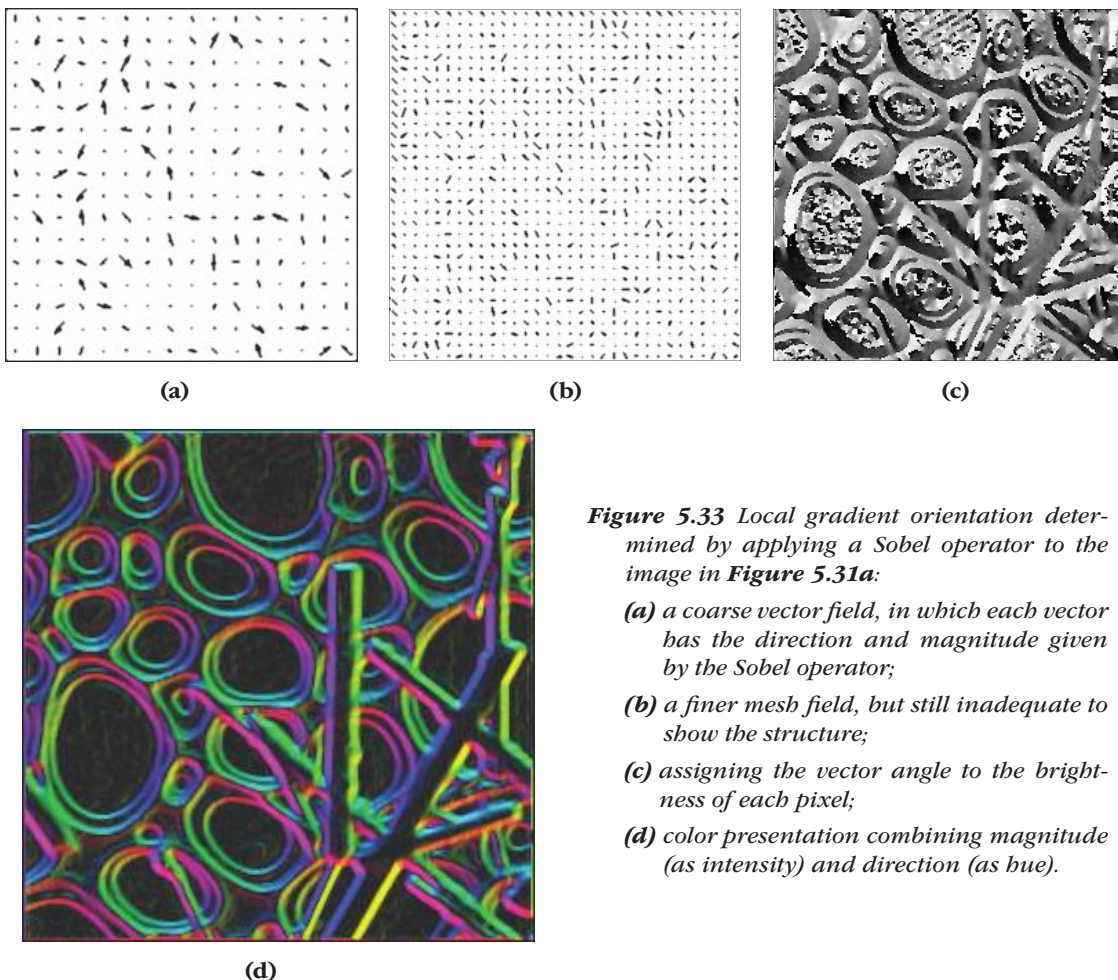 (a)
(b)
(c)
(d)
Figure 5.33 Local gradient orientation deter-
mined by applying a Sobel operator to the
image in Figure 5.31a:
(a) a coarse vector field, in which each vector
has the direction and magnitude given
by the Sobel operator;
(b) a finer mesh field, but still inadequate to
show the structure;
(c) assigning the vector angle to the bright-
ness of each pixel;
(d) color presentation combining magnitude
(as intensity) and direction (as hue).